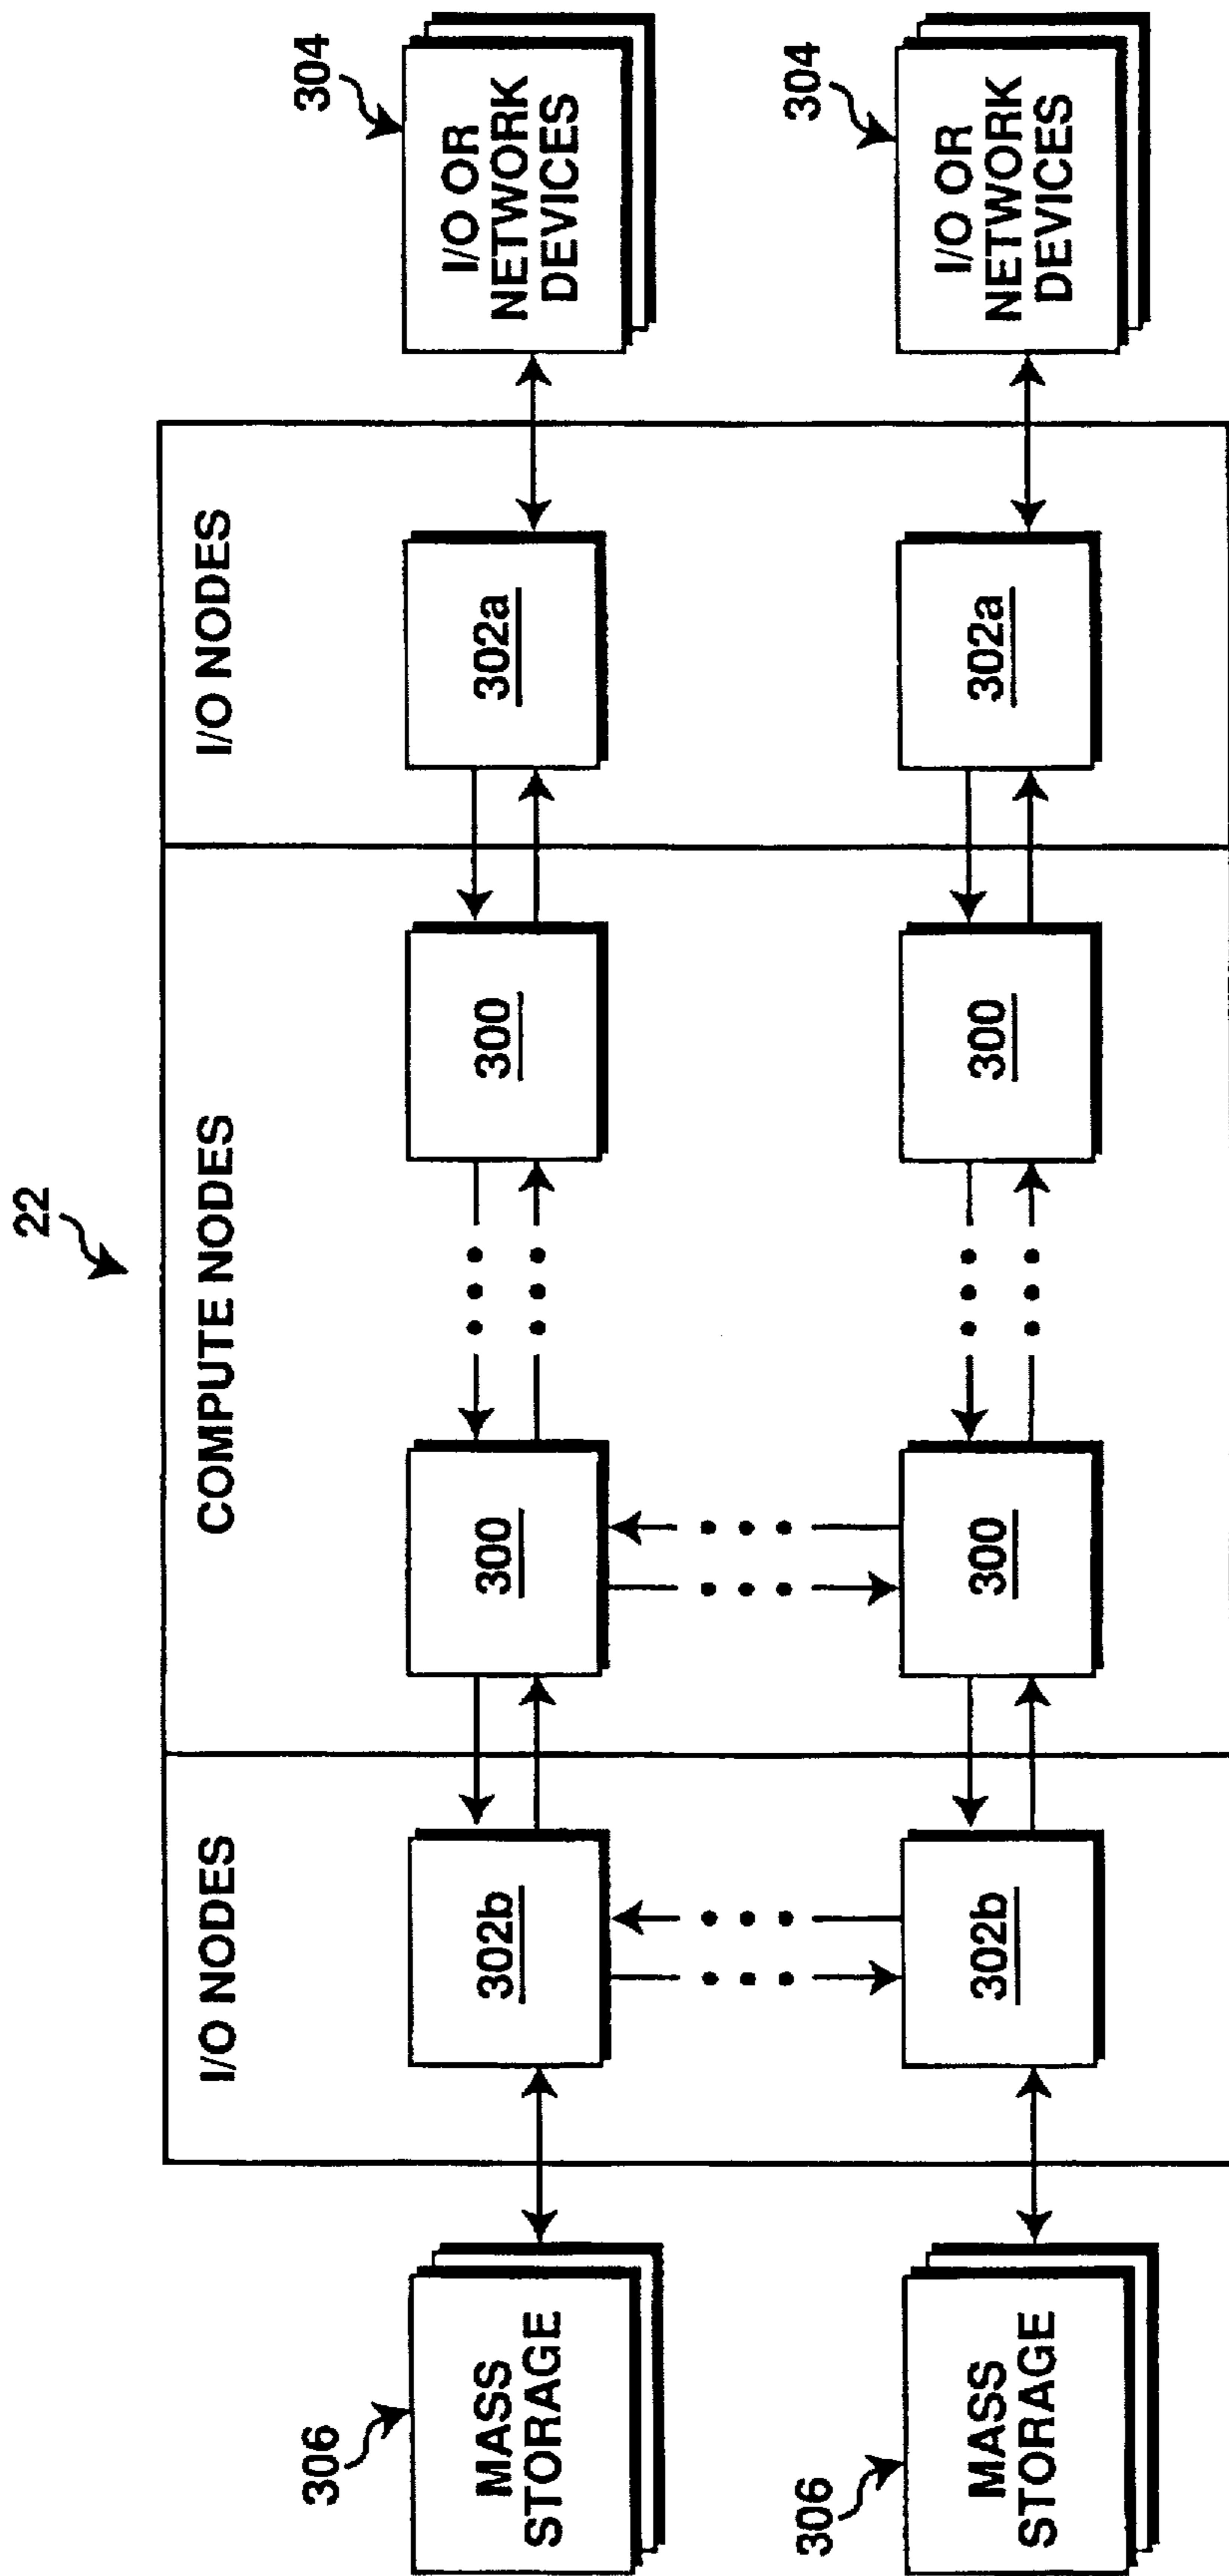 22
I/O NODES
COMPUTE NODES
I/O NODES
306
MASS
STORAGE
302b
300
300
302a
304
I/O OR
NETWORK
DEVICES
306
MASS
STORAGE
302b
300
300
302a
304
I/O OR
NETWORK
DEVICES